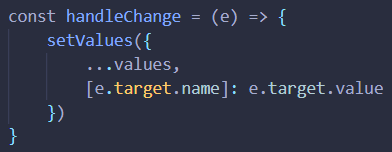 const handleChange = (e) => {
    setValues({
        ...values,
        [e.target.name]: e.target.value
    })
}